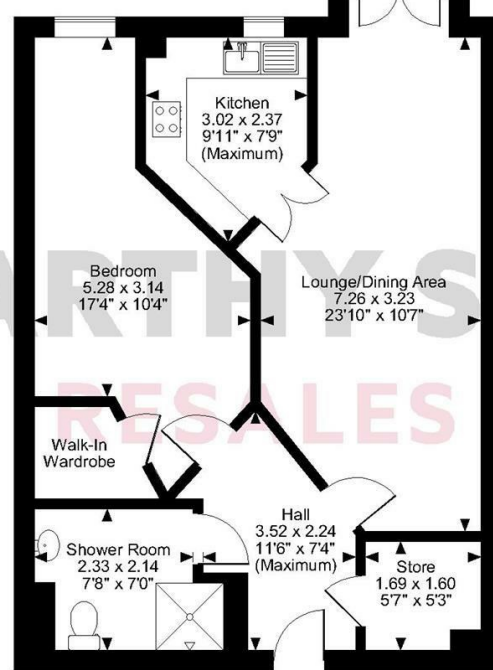 Kitchen
3.02 x 2.37
9'11" x 7'9"
(Maximum)
Bedroom
5.28 x 3.14
17'4" x 10'4"
Lounge/Dining Area
7.26 x 3.23
23'10" x 10'7"
ARTHY S
RESALES
Walk-In
Wardrobe
Hall
3.52 x 2.24
11'6" x 7'4"
(Maximum)
Shower Room
2.33 x 2.14
7'8" x 7'0"
Store
1.69 x 1.60
5'7" x 5'3"